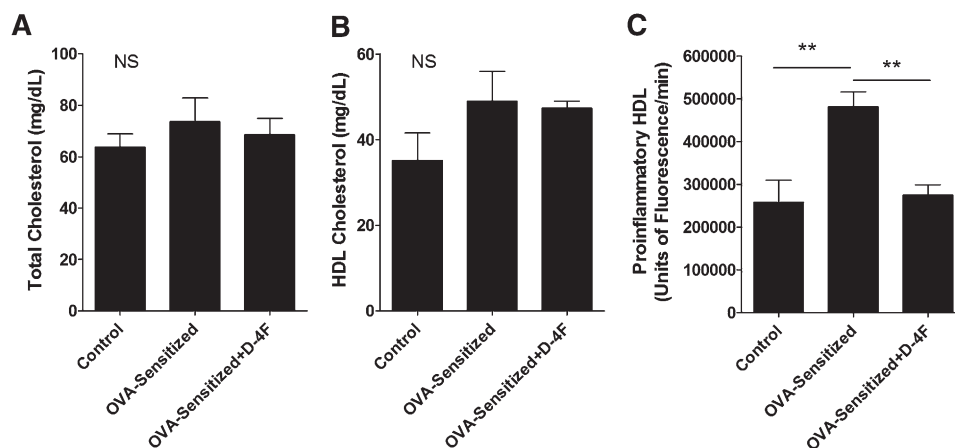 A
Total Cholesterol (mg/dL)
100
80
60
40
20
0
NS
Control
OVA-Sensitized
OVA-Sensitized+D-4F
B
HDL Cholesterol (mg/dL)
60
40
20
0
NS
Control
OVA-Sensitized
OVA-Sensitized+D-4F
C
Proinflammatory HDL
(Units of Fluorescence/min)
600000
500000
400000
300000
200000
100000
0
**
**
Control
OVA-Sensitized
OVA-Sensitized+D-4F